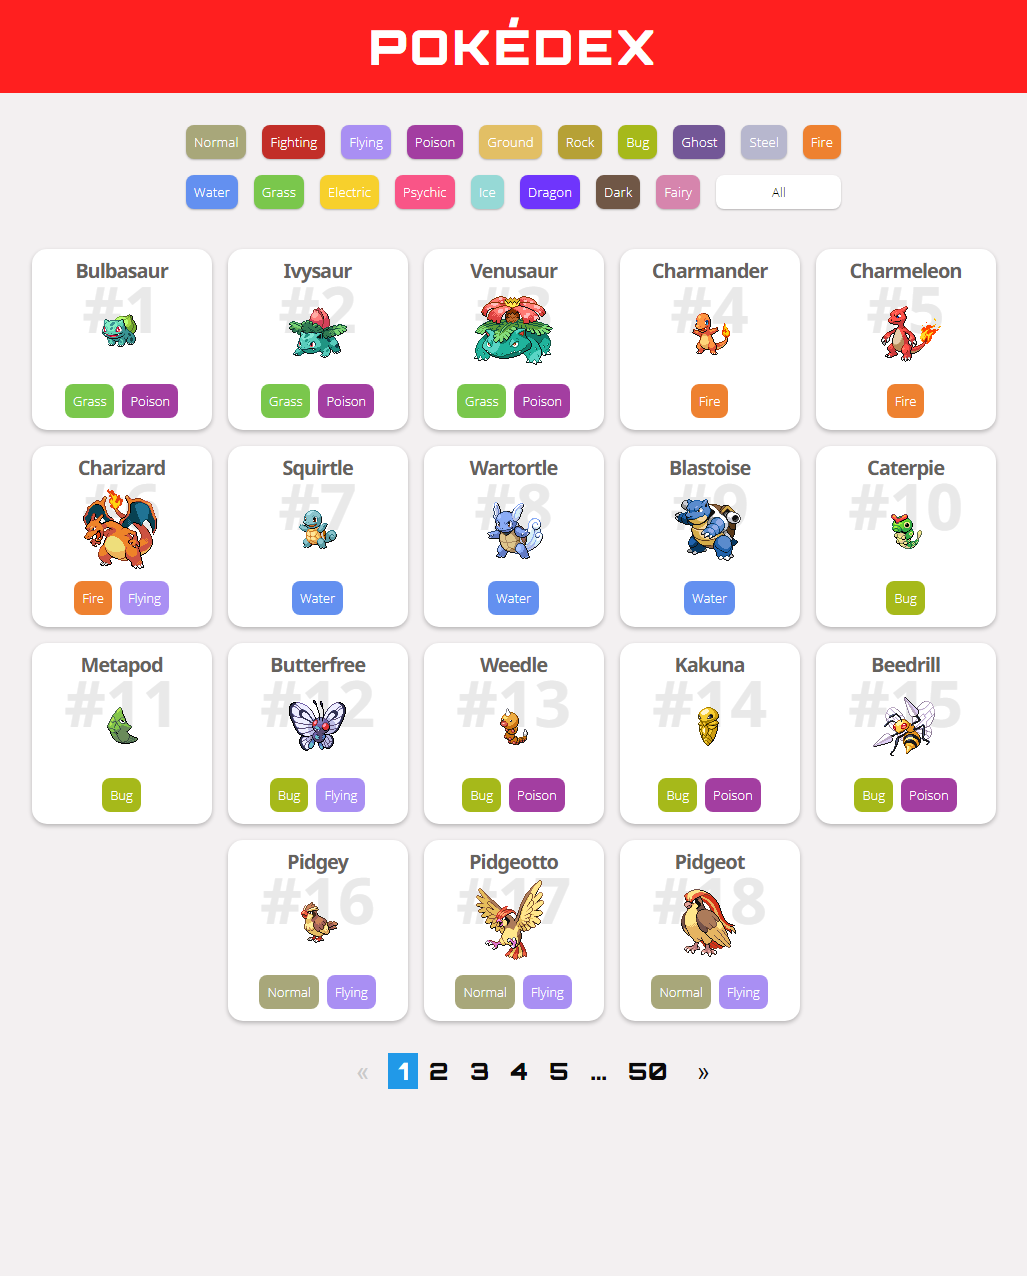 POKÉDEX
Normal Fighting Flying Poison Ground Rock Bug Ghost Steel Fire
Water Grass Electric Psychic Ice Dragon Dark Fairy All
Bulbasaur Ivysaur Venusaur Charmander Charmeleon
#1 #2 #3 #4 #5
Grass Poison Grass Poison Grass Poison Fire Fire
Charizard Squirtle Wartortle Blastoise Caterpie
#6 #7 #8 #9 #10
Fire Flying Water Water Water Bug
Metapod Butterfree Weedle Kakuna Beedrill
#11 #12 #13 #14 #15
Bug Bug Flying Bug Poison Bug Poison Bug Poison
Pidgey Pidgeotto Pidgeot
#16 #17 #18
Normal Flying Normal Flying Normal Flying
« 1 2 3 4 5 ... 50 »